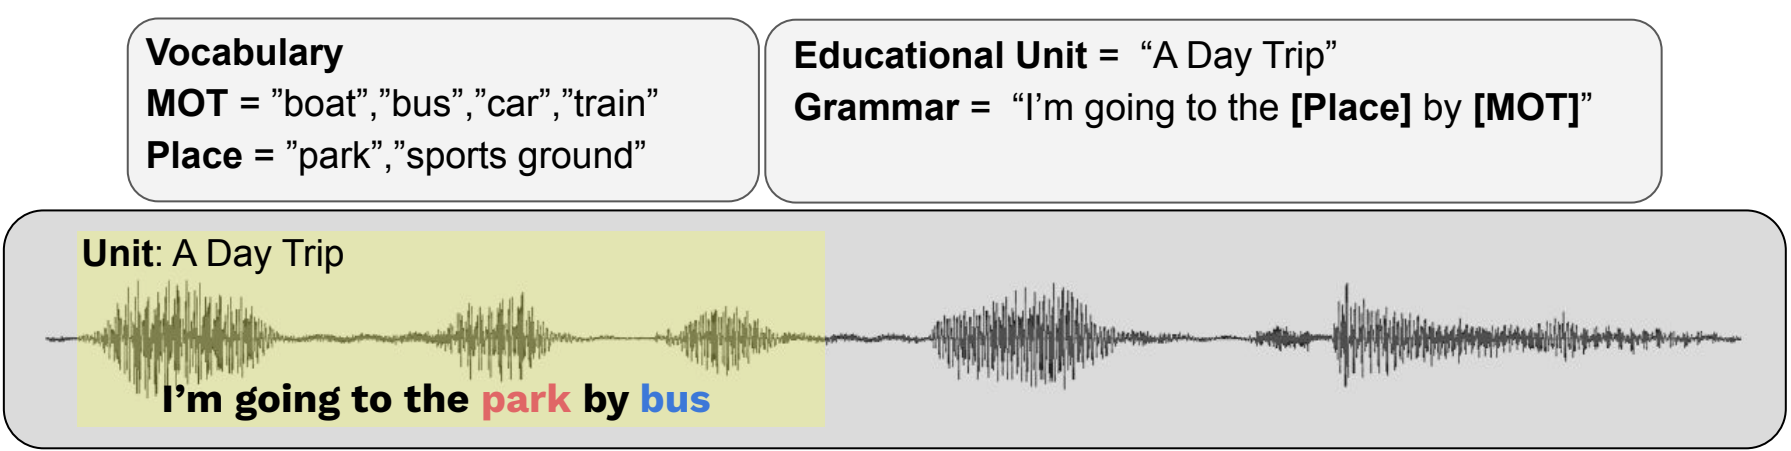 Vocabulary
MOT = ”boat”,”bus”,”car”,”train”
Place = ”park”,”sports ground”
Educational Unit = “A Day Trip”
Grammar = “I’m going to the [Place] by [MOT]”
Unit: A Day Trip
I’m going to the park by bus